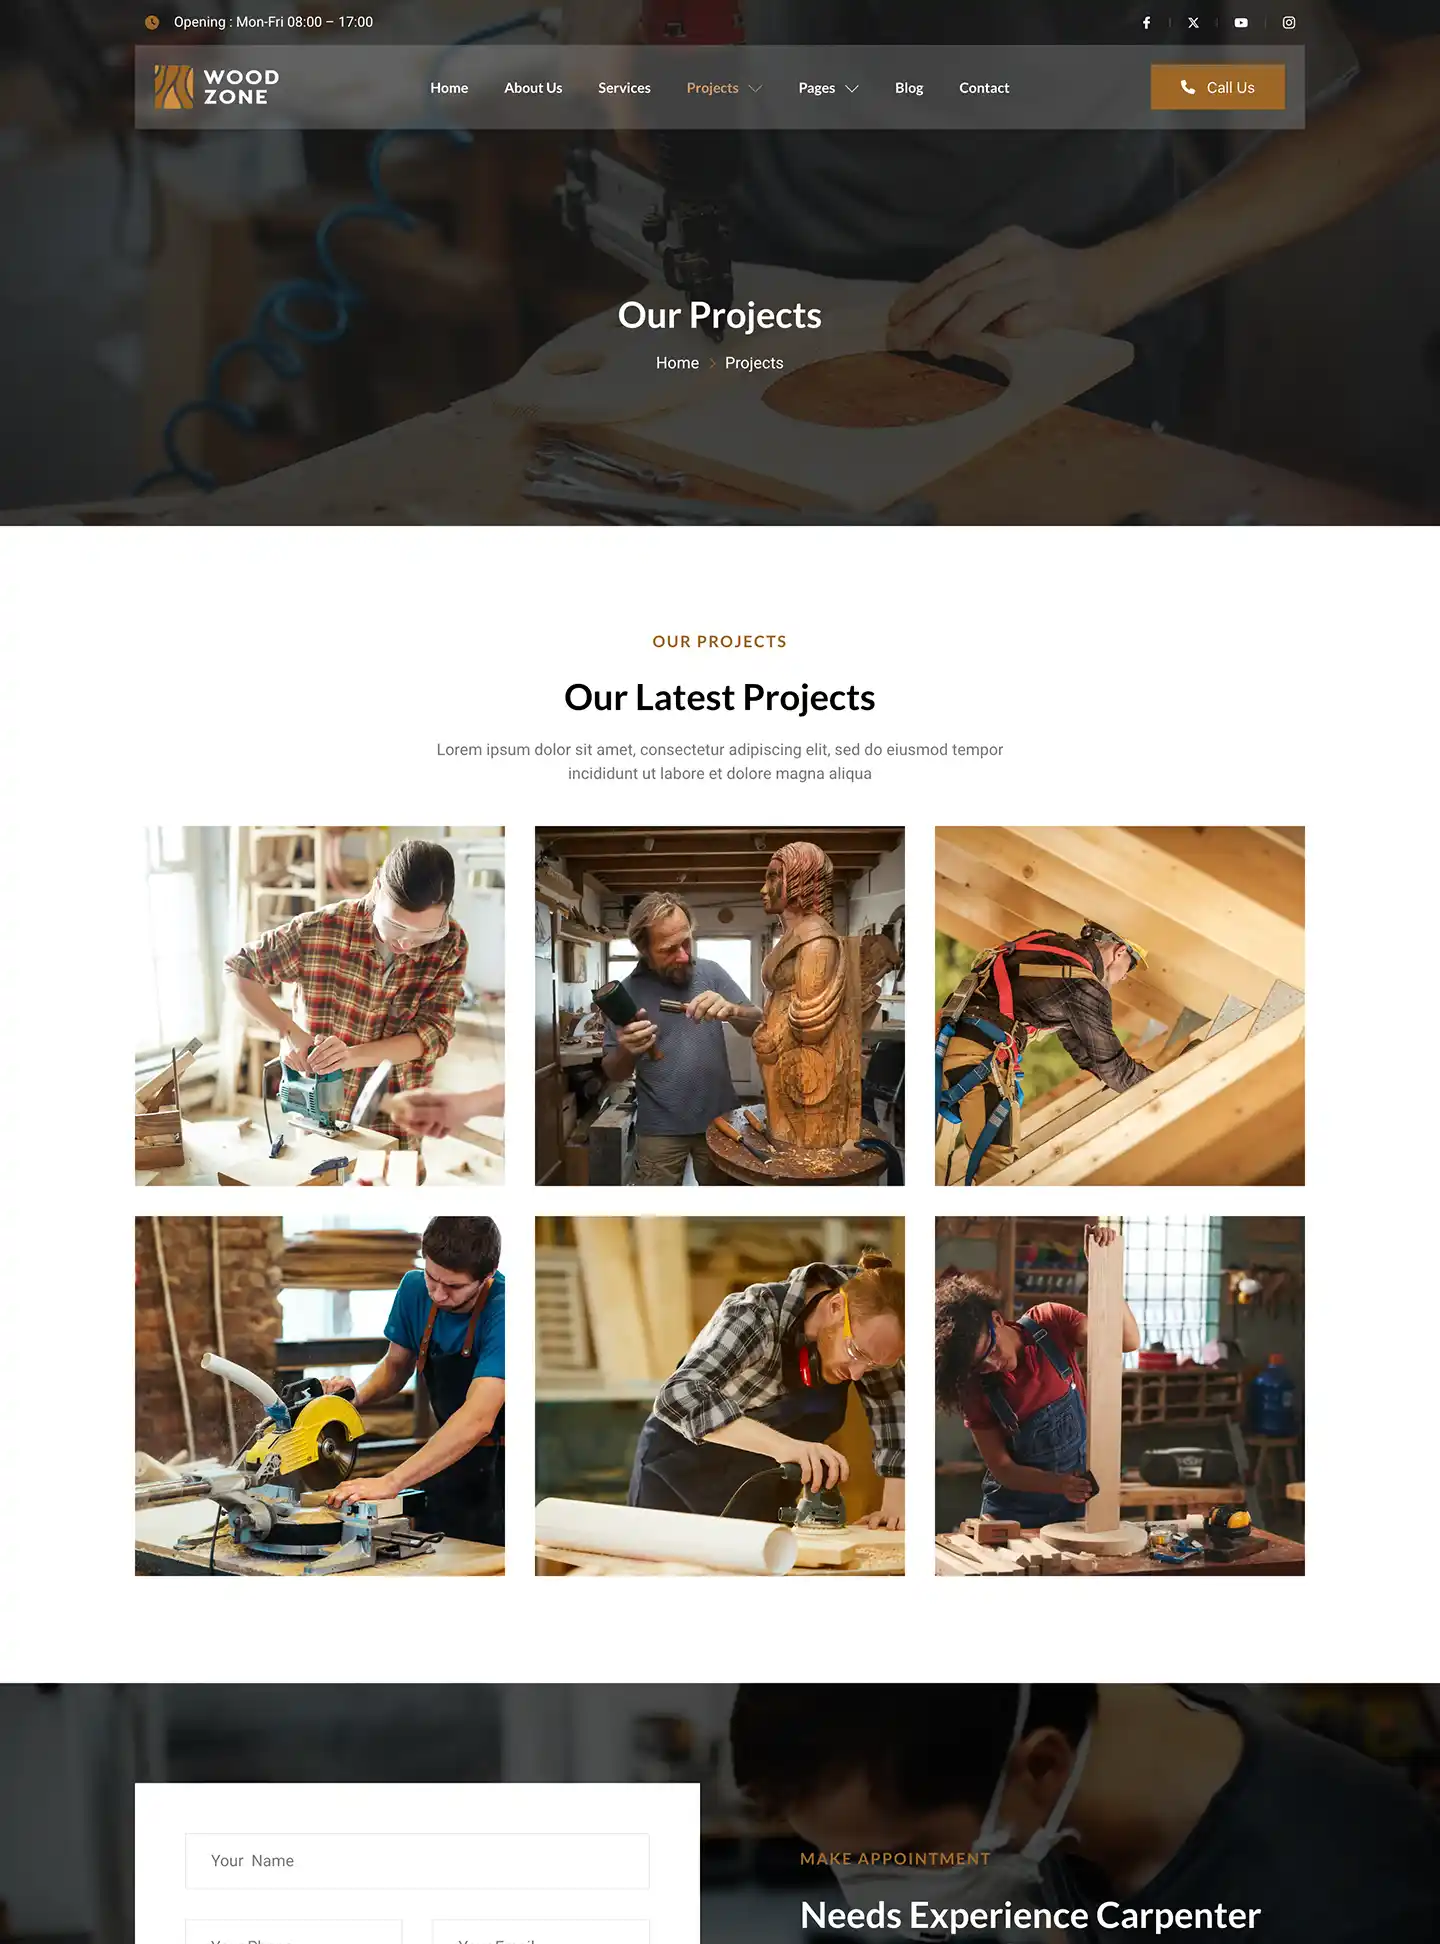 Opening : Mon-Fri 08:00 – 17:00
WOOD
ZONE
Home
About Us
Services
Projects
Pages
Blog
Contact
Call Us
Our Projects
Home
Projects
OUR PROJECTS
Our Latest Projects
Lorem ipsum dolor sit amet, consectetur adipiscing elit, sed do eiusmod tempor
incididunt ut labore et dolore magna aliqua
Your Name
MAKE APPOINTMENT
Needs Experience Carpenter